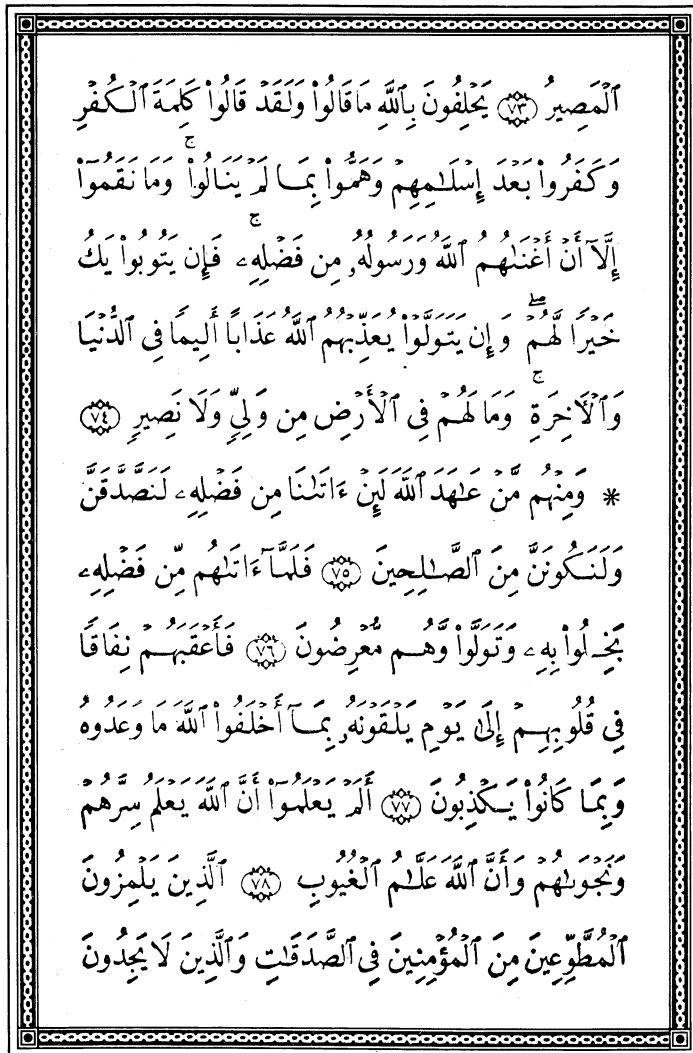 ٱلْمَصِيرُ ﴿٧٣﴾ يَحْلِفُونَ بِٱللَّهِ مَا قَالُوا۟ وَلَقَدْ قَالُوا۟ كَلِمَةَ ٱلْكُفْرِ
وَكَفَرُوا۟ بَعْدَ إِسْلَـٰمِهِمْ وَهَمُّوا۟ بِمَا لَمْ يَنَالُوا۟ ۚ وَمَا نَقَمُوٓا۟
إِلَّآ أَنْ أَغْنَىٰهُمُ ٱللَّهُ وَرَسُولُهُۥ مِن فَضْلِهِۦ ۚ فَإِن يَتُوبُوا۟ يَكُ
خَيْرًا لَّهُمْ ۖ وَإِن يَتَوَلَّوْا۟ يُعَذِّبْهُمُ ٱللَّهُ عَذَابًا أَلِيمًا فِى ٱلدُّنْيَا
وَٱلْـَٔاخِرَةِ ۚ وَمَا لَهُمْ فِى ٱلْأَرْضِ مِن وَلِىٍّ وَلَا نَصِيرٍ ﴿٧٤﴾
* وَمِنْهُم مَّنْ عَـٰهَدَ ٱللَّهَ لَئِنْ ءَاتَىٰنَا مِن فَضْلِهِۦ لَنَصَّدَّقَنَّ
وَلَنَكُونَنَّ مِنَ ٱلصَّـٰلِحِينَ ﴿٧٥﴾ فَلَمَّآ ءَاتَىٰهُم مِّن فَضْلِهِۦ
بَخِلُوا۟ بِهِۦ وَتَوَلَّوا۟ وَّهُم مُّعْرِضُونَ ﴿٧٦﴾ فَأَعْقَبَهُمْ نِفَاقًا
فِى قُلُوبِهِمْ إِلَىٰ يَوْمِ يَلْقَوْنَهُۥ بِمَآ أَخْلَفُوا۟ ٱللَّهَ مَا وَعَدُوهُ
وَبِمَا كَانُوا۟ يَكْذِبُونَ ﴿٧٧﴾ أَلَمْ يَعْلَمُوٓا۟ أَنَّ ٱللَّهَ يَعْلَمُ سِرَّهُمْ
وَنَجْوَىٰهُمْ وَأَنَّ ٱللَّهَ عَلَّـٰمُ ٱلْغُيُوبِ ﴿٧٨﴾ ٱلَّذِينَ يَلْمِزُونَ
ٱلْمُطَّوِّعِينَ مِنَ ٱلْمُؤْمِنِينَ فِى ٱلصَّدَقَـٰتِ وَٱلَّذِينَ لَا يَجِدُونَ